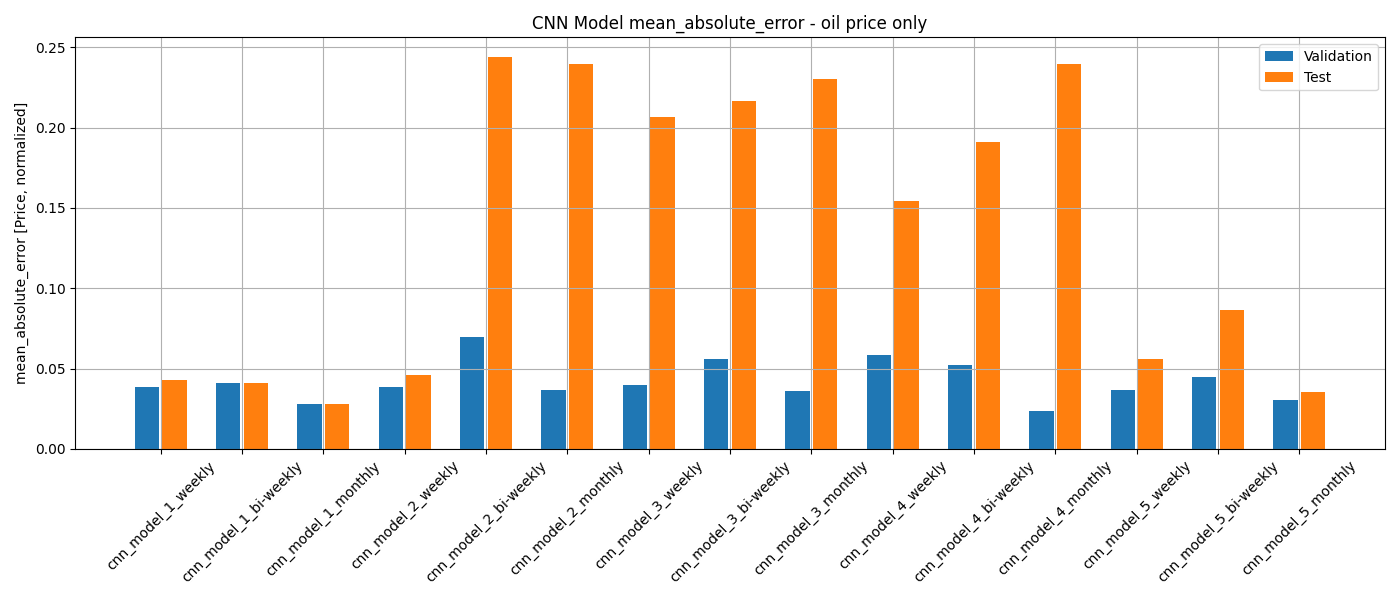 CNN Model mean_absolute_error - oil price only
mean_absolute_error [Price, normalized]
0.25
0.20
0.15
0.10
0.05
0.00
Validation
Test
cnn_model_1_weekly
cnn_model_1_bi-weekly
cnn_model_1_monthly
cnn_model_2_weekly
cnn_model_2_bi-weekly
cnn_model_2_monthly
cnn_model_3_weekly
cnn_model_3_bi-weekly
cnn_model_3_monthly
cnn_model_4_weekly
cnn_model_4_bi-weekly
cnn_model_4_monthly
cnn_model_5_weekly
cnn_model_5_bi-weekly
cnn_model_5_monthly